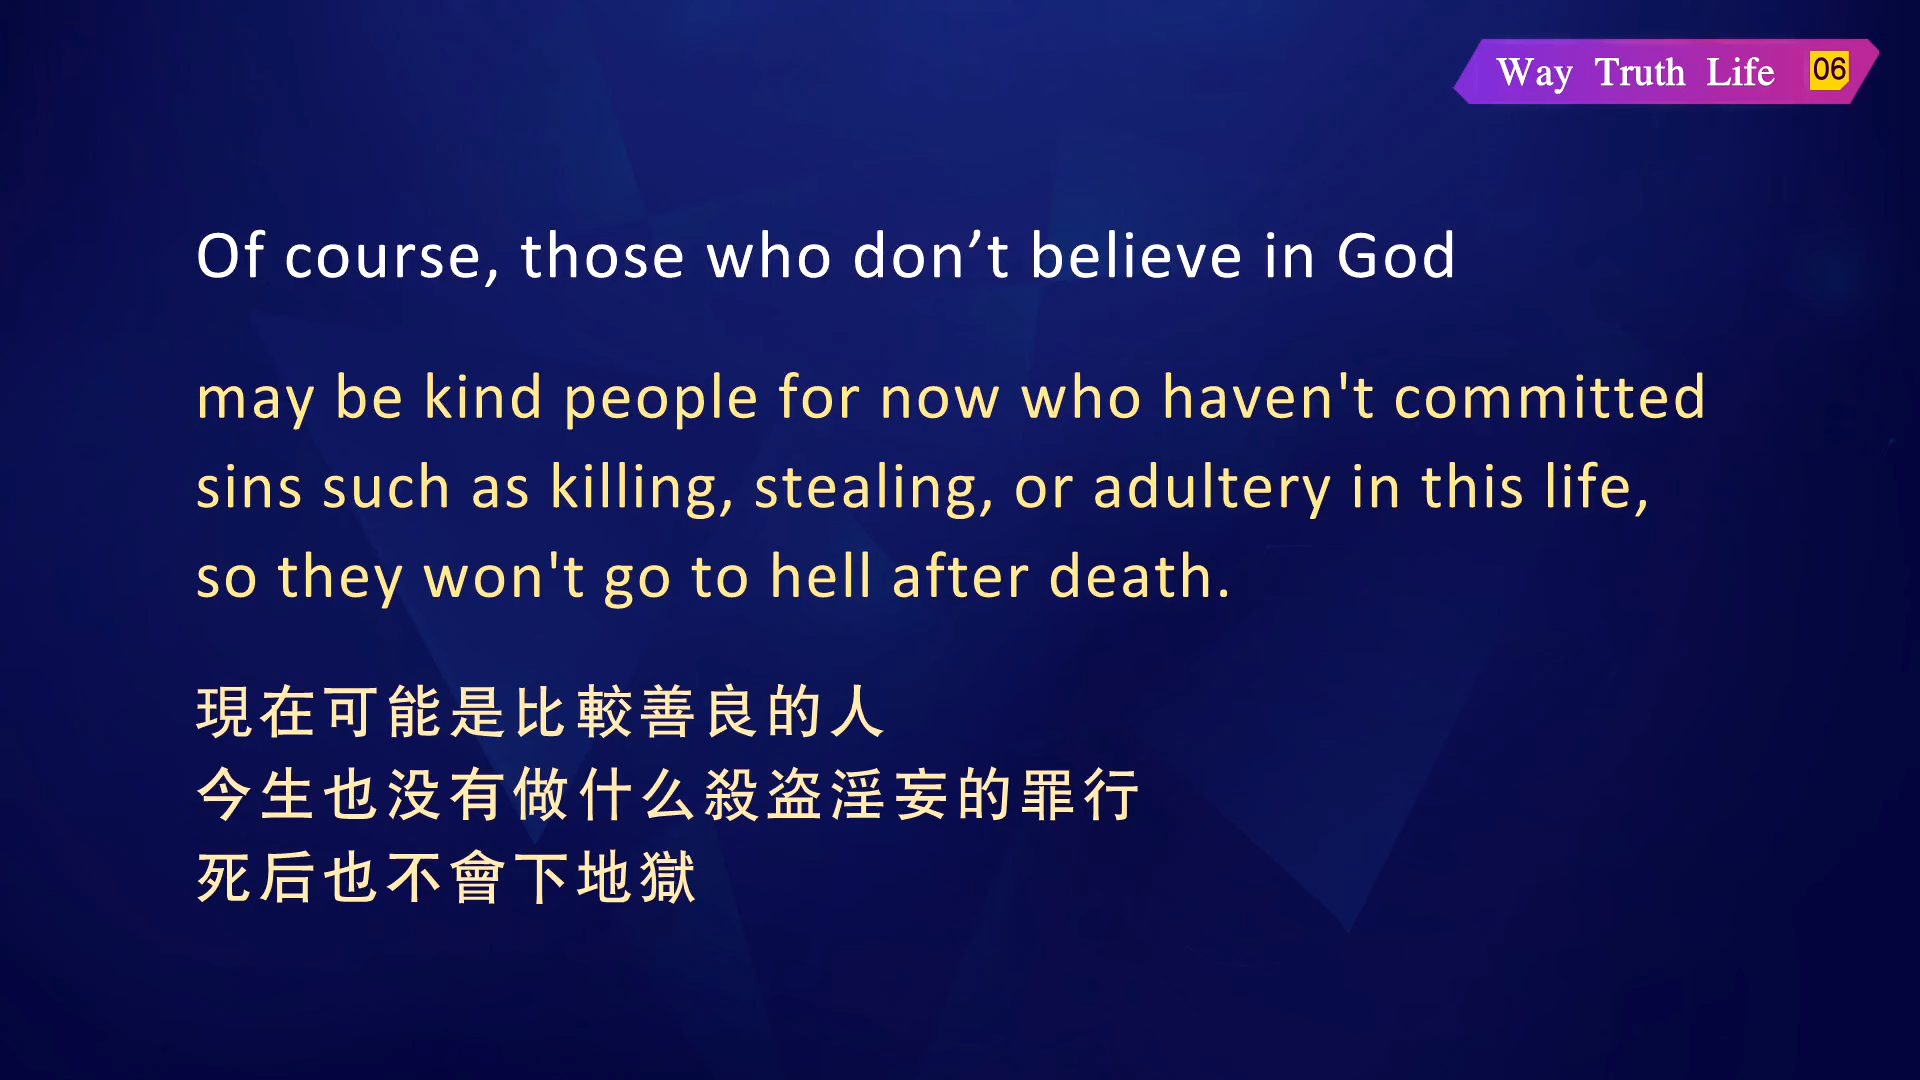 Way Truth Life 06
Of course, those who don’t believe in God
may be kind people for now who haven't committed
sins such as killing, stealing, or adultery in this life,
so they won't go to hell after death.
現在可能是比較善良的人
今生也没有做什么殺盗淫妄的罪行
死后也不會下地獄